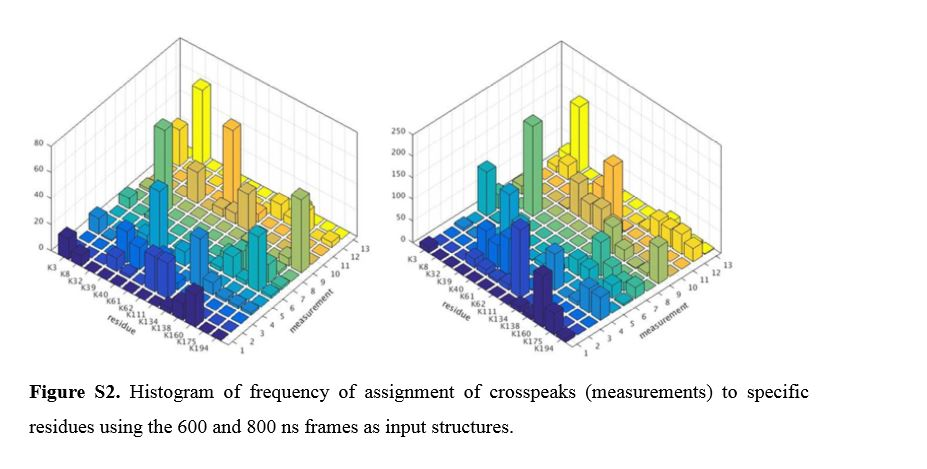 80
60
40
20
0
K3
K8
K32
K39
K40
K61
K62
K111
K134
K138
K160
K175
K194
residue
1
2
3
4
5
6
7
8
9
10
11
12
13
measurement
250
200
150
100
50
0
K3
K8
K32
K39
K40
K61
K62
K111
K134
K138
K160
K175
K194
residue
1
2
3
4
5
6
7
8
9
10
11
12
13
measurement
Figure S2. Histogram of frequency of assignment of crosspeaks (measurements) to specific
residues using the 600 and 800 ns frames as input structures.